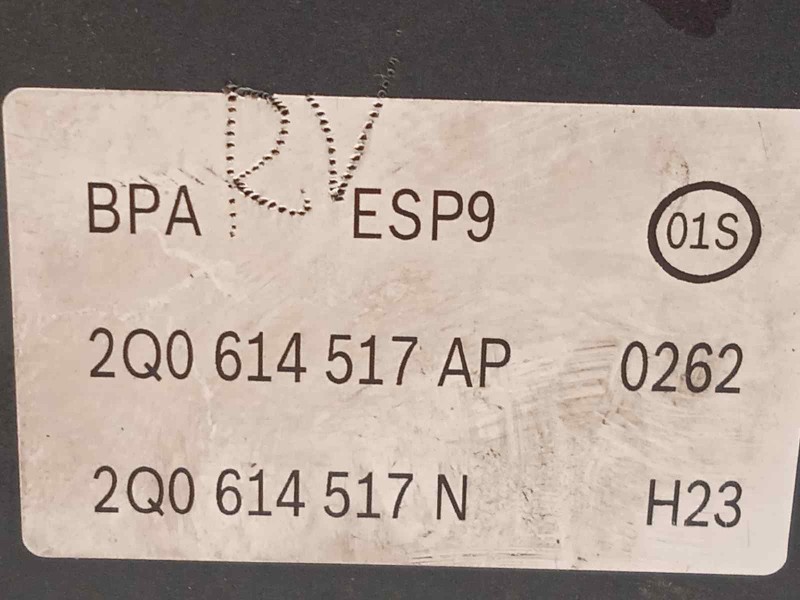 RV
BPA ESP9 01S
2Q0 614 517 AP 0262
2Q0 614 517 N H23